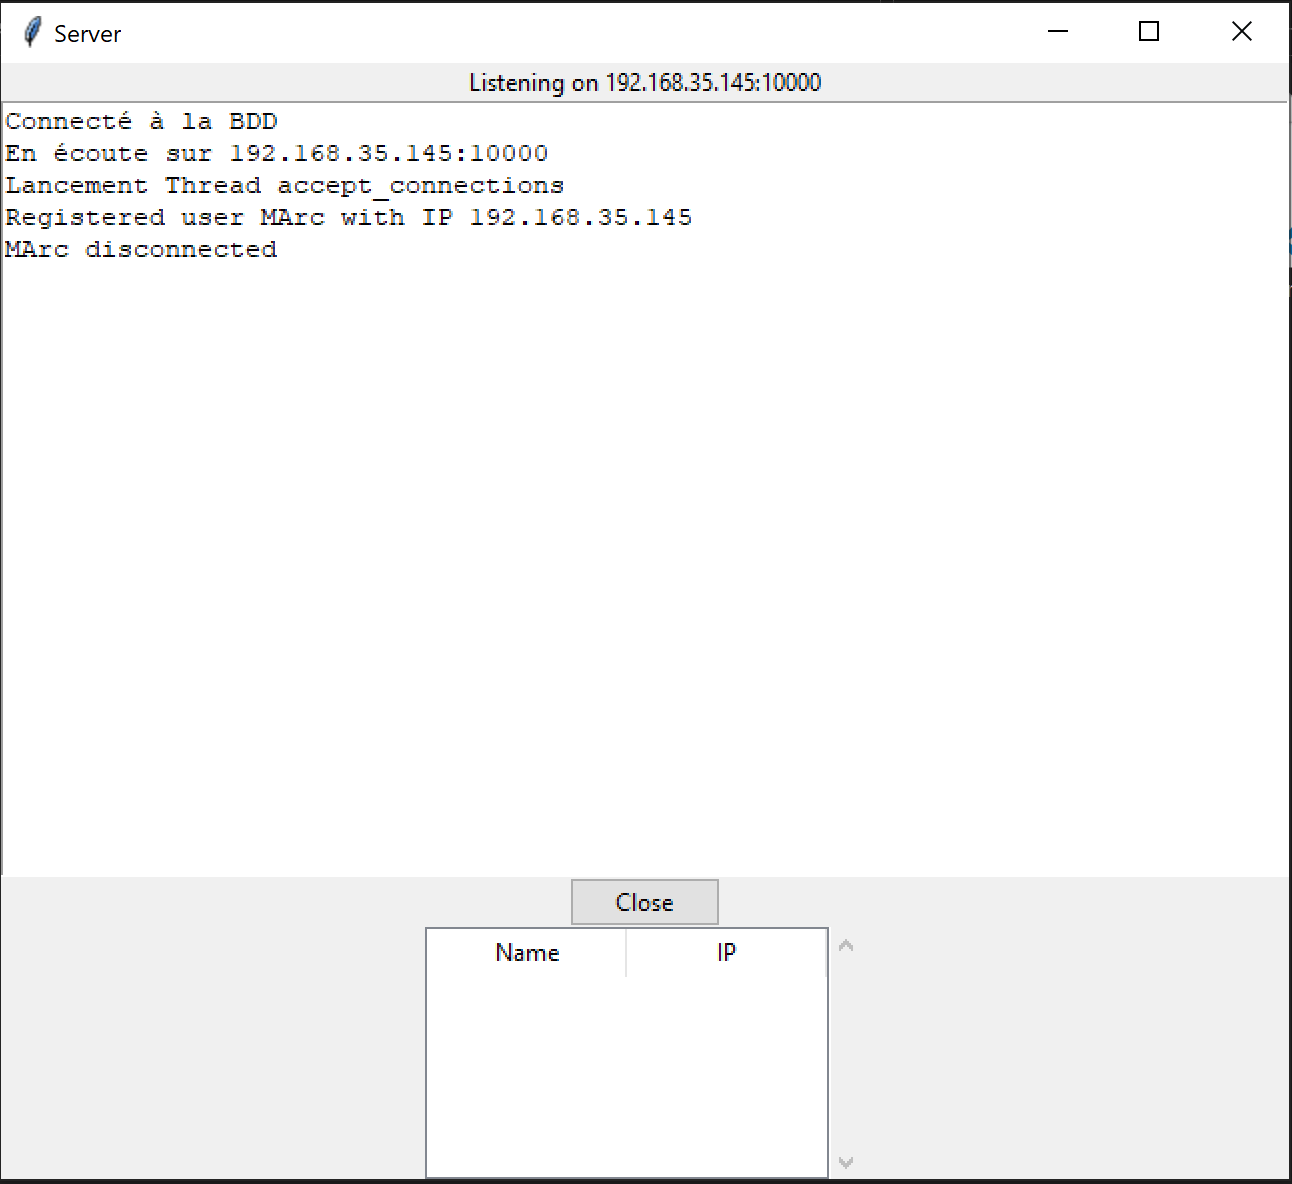 Server
Listening on 192.168.35.145:10000
Connecté à la BDD
En écoute sur 192.168.35.145:10000
Lancement Thread accept_connections
Registered user MArc with IP 192.168.35.145
MArc disconnected
Close
Name IP